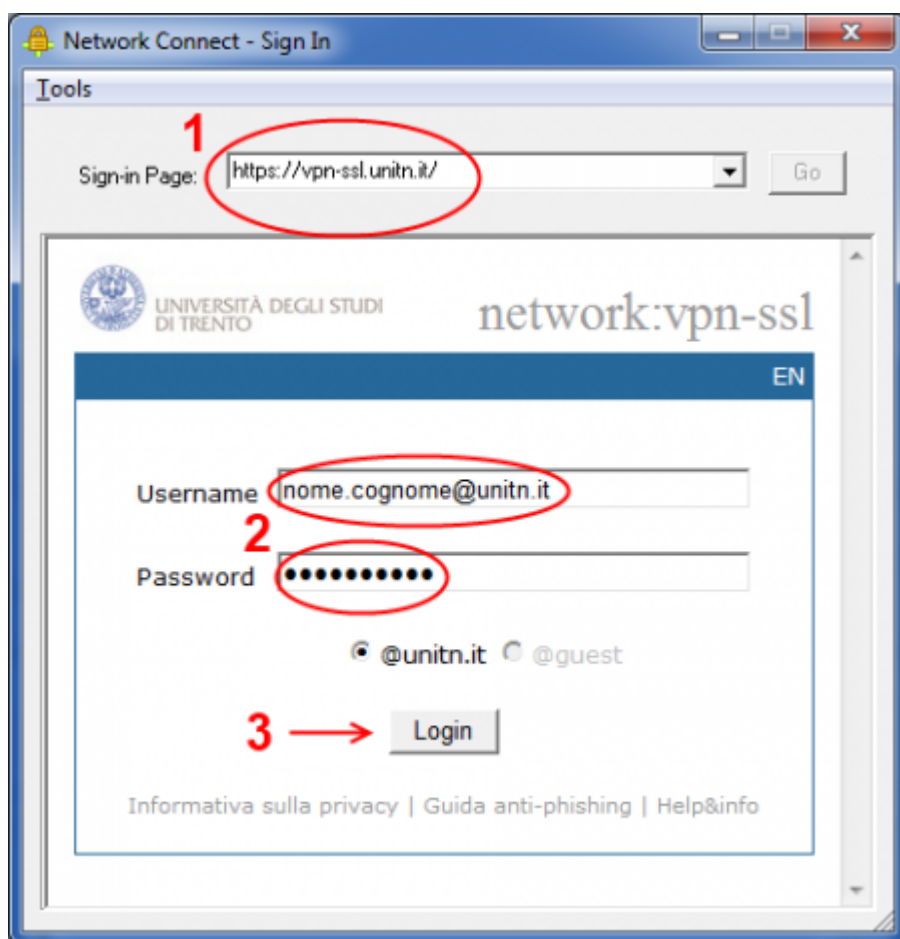 Network Connect - Sign In
Tools
1
Sign-in Page: https://vpn-ssl.unitn.it/ Go
UNIVERSITÀ DEGLI STUDI
DI TRENTO
network:vpn-ssl
EN
Username nome.cognome@unitn.it
2
Password ●●●●●●●●●●
@unitn.it @guest
3 → Login
Informativa sulla privacy | Guida anti-phishing | Help&info